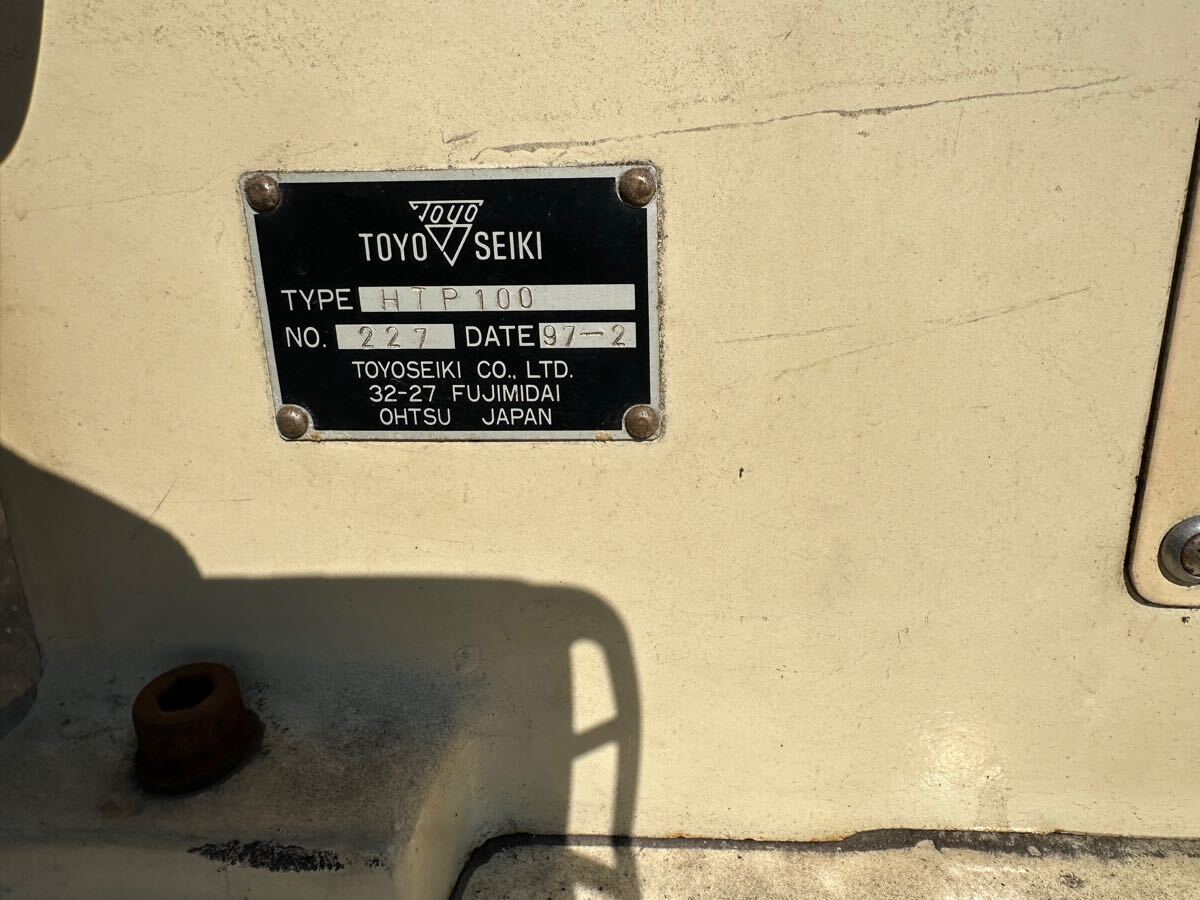 TOYO
TOYO SEIKI
TYPE HTP100
NO. 227 DATE 97-2
TOYOSEIKI CO., LTD.
32-27 FUJIMIDAI
OHTSU JAPAN